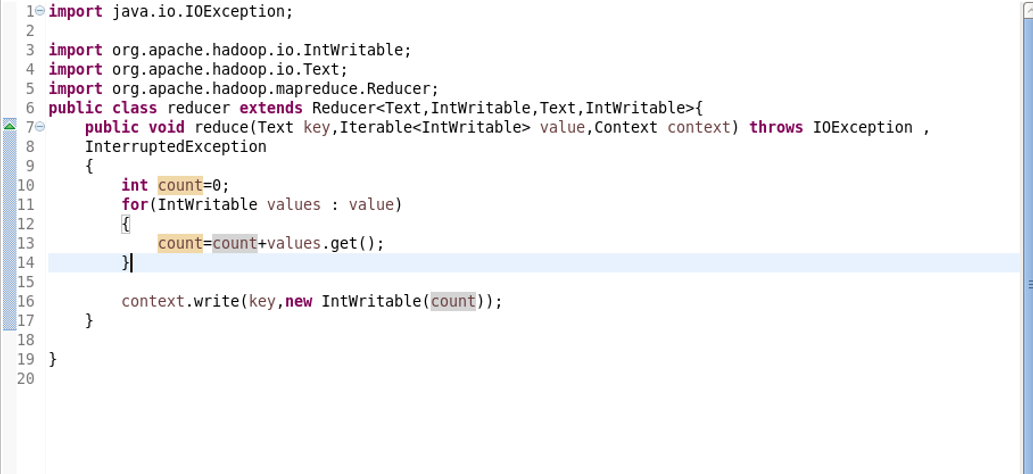 1 import java.io.IOException;
2
3 import org.apache.hadoop.io.IntWritable;
4 import org.apache.hadoop.io.Text;
5 import org.apache.hadoop.mapreduce.Reducer;
6 public class reducer extends Reducer<Text,IntWritable,Text,IntWritable>{
7     public void reduce(Text key,Iterable<IntWritable> value,Context context) throws IOException ,
8     InterruptedException
9     {
10         int count=0;
11         for(IntWritable values : value)
12         {
13             count=count+values.get();
14         }
15
16         context.write(key,new IntWritable(count));
17     }
18
19 }
20